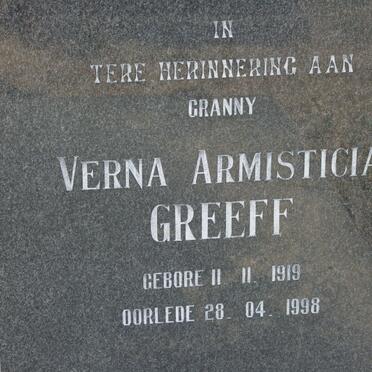 IN
TERE HERINNERING AAN
GRANNY
VERNA ARMISTICIA
GREEFF
GEBORE 11 11. 1919
OORLEDE 28. 04. 1998